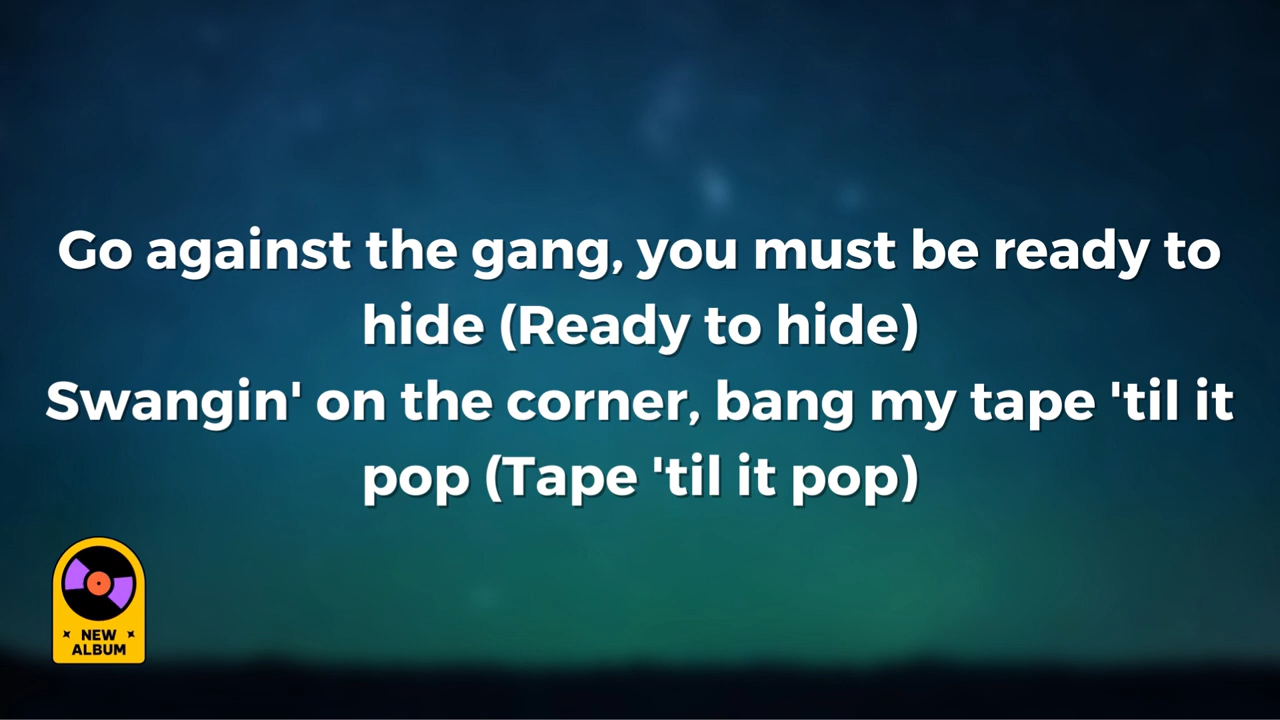 Go against the gang, you must be ready to
hide (Ready to hide)
Swangin' on the corner, bang my tape 'til it
pop (Tape 'til it pop)
NEW
ALBUM